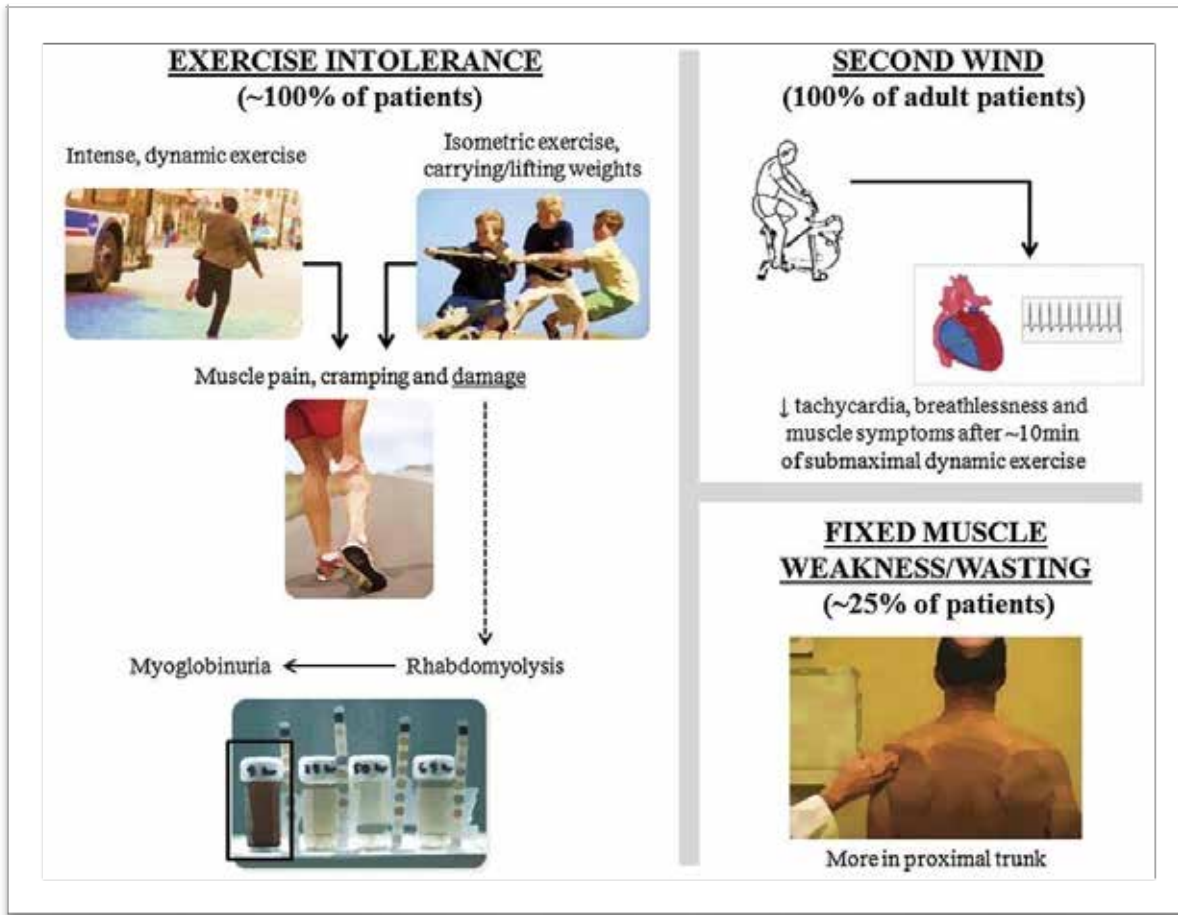 EXERCISE INTOLERANCE
(~100% of patients)
Intense, dynamic exercise
Isometric exercise,
carrying/lifting weights
Muscle pain, cramping and damage
Myoglobinuria
Rhabdomyolysis
SECOND WIND
(100% of adult patients)
↓ tachycardia, breathlessness and
muscle symptoms after ~10min
of submaximal dynamic exercise
FIXED MUSCLE
WEAKNESS/WASTING
(~25% of patients)
More in proximal trunk